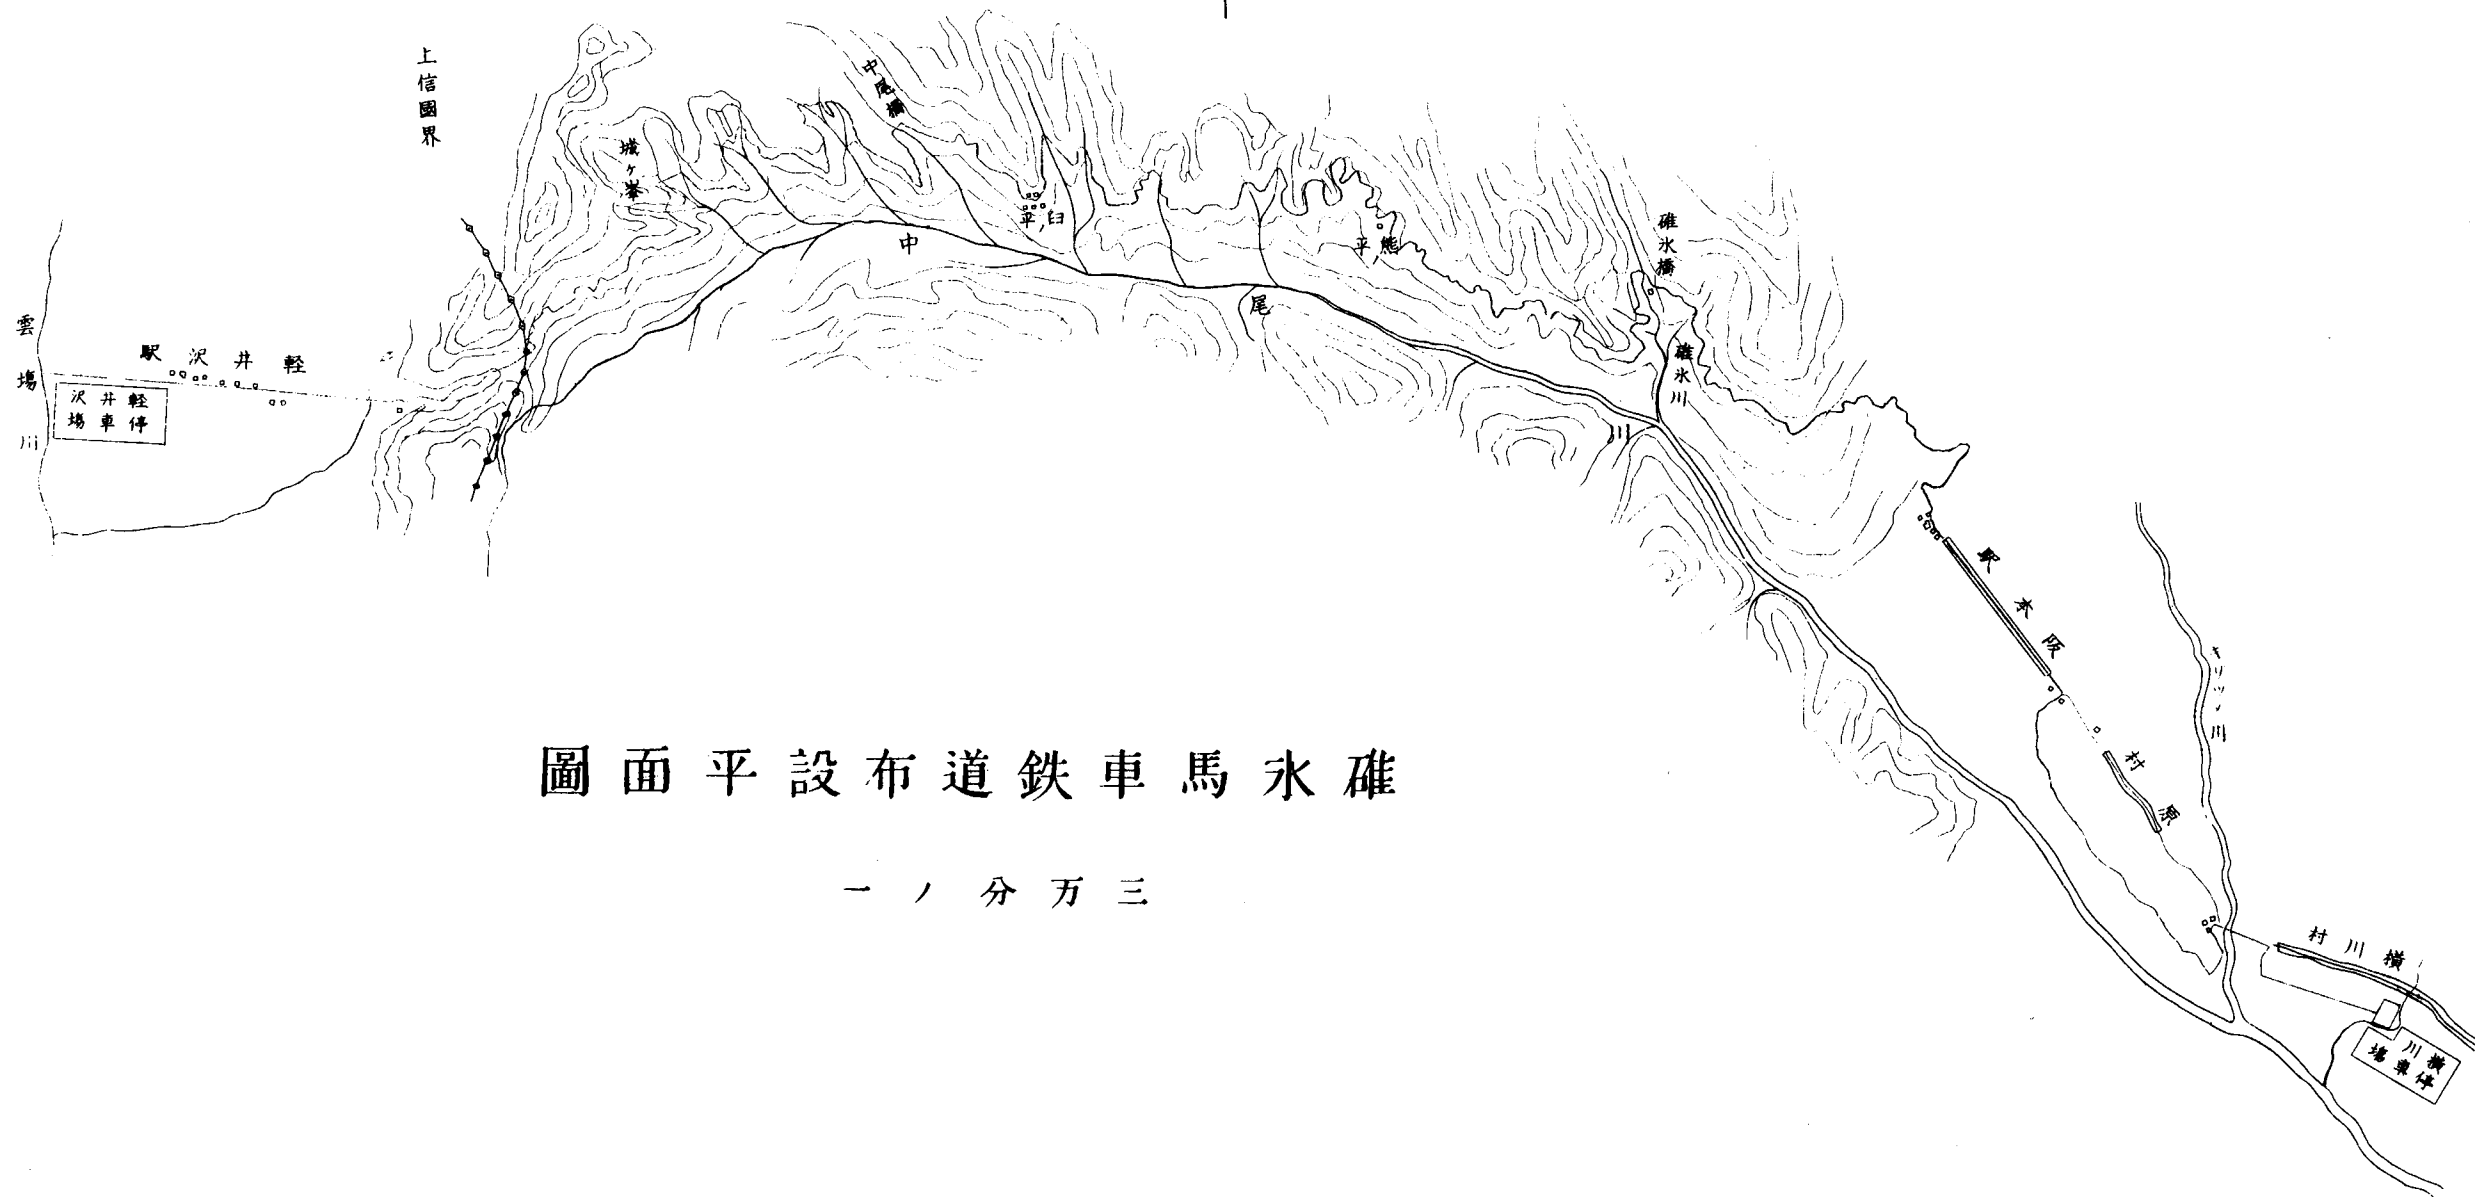 碓氷馬車鉄道布設平面圖
三万分ノ一
上信國界
城ヶ峯
中尾橋
臼ノ平
熊ノ平
碓氷橋
碓氷川
中尾川
雲場川
軽井沢駅
軽井沢
停車場
阪本駅
原村
横川村
横川
停車場